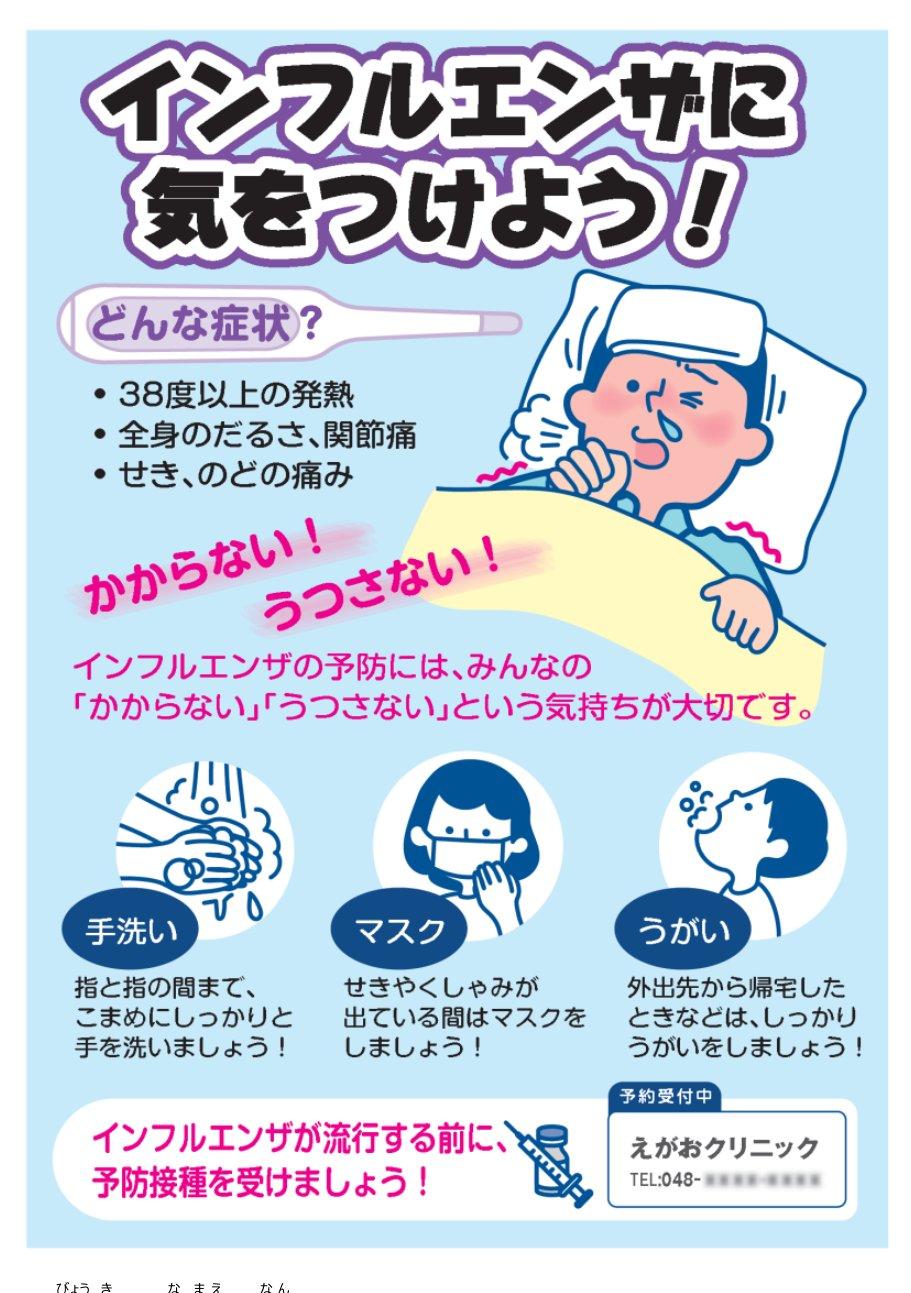 インフルエンザに
気をつけよう！
どんな症状？
• 38度以上の発熱
• 全身のだるさ、関節痛
• せき、のどの痛み
かからない！
うつさない！
インフルエンザの予防には、みんなの
「かからない」「うつさない」という気持ちが大切です。
手洗い
指と指の間まで、
こまめにしっかりと
手を洗いましょう！
マスク
せきやくしゃみが
出ている間はマスクを
しましょう！
うがい
外出先から帰宅した
ときなどは、しっかり
うがいをしましょう！
インフルエンザが流行する前に、
予防接種を受けましょう！
予約受付中
えがおクリニック
TEL:048-
びょう き な まえ なん